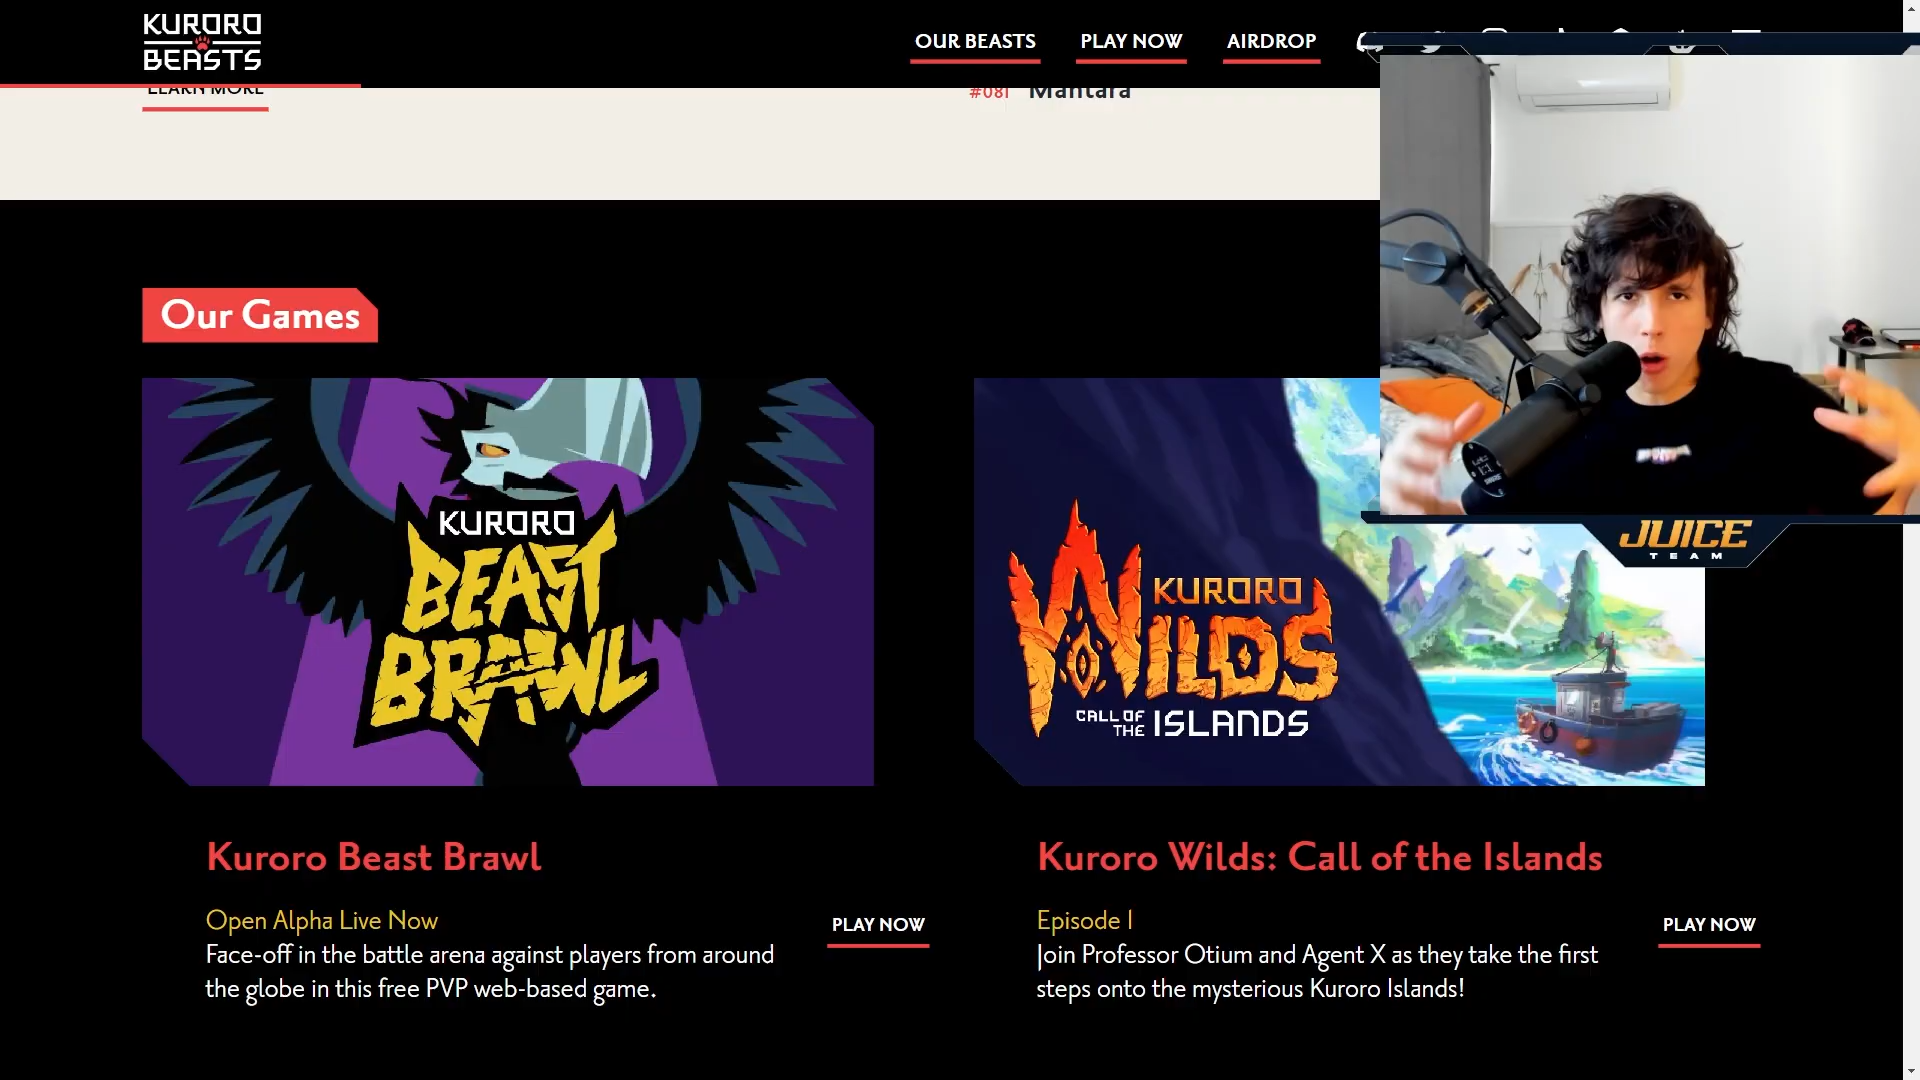 KURORO
BEASTS
OUR BEASTS
PLAY NOW
AIRDROP
LEARN MORE
#081 Mantara
Our Games
KURORO
BEAST
BRAWL
KURORO
WILDS
CALL OF THE ISLANDS
JUICE
TEAM
Kuroro Beast Brawl
Open Alpha Live Now
Face-off in the battle arena against players from around
the globe in this free PVP web-based game.
PLAY NOW
Kuroro Wilds: Call of the Islands
Episode I
Join Professor Otium and Agent X as they take the first
steps onto the mysterious Kuroro Islands!
PLAY NOW